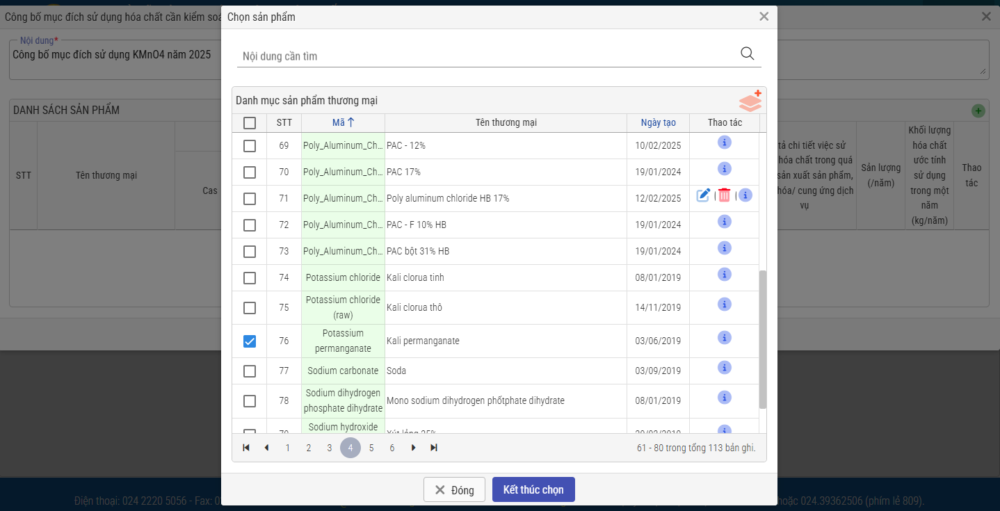 Công bố mục đích sử dụng hóa chất cần kiểm soá
Chọn sản phẩm
Nội dung*
Công bố mục đích sử dụng KMnO4 năm 2025
Nội dung cần tìm
DANH SÁCH SẢN PHẨM
STT
Tên thương mại
Cas
tả chi tiết việc sử
hóa chất trong quá
sản xuất sản phẩm,
hóa/ cung ứng dịch
vụ
Sản lượng
(/năm)
Khối lượng
hóa chất
ước tính
sử dụng
trong một
năm
(kg/năm)
Thao
tác
Danh mục sản phẩm thương mại
STT Mã Tên thương mại Ngày tạo Thao tác
69 Poly_Aluminum_Ch... PAC - 12% 10/02/2025
70 Poly_Aluminum_Ch... PAC 17% 19/01/2024
71 Poly_Aluminum_Ch... Poly aluminum chloride HB 17% 12/02/2025
72 Poly_Aluminum_Ch... PAC - F 10% HB 19/01/2024
73 Poly_Aluminum_Ch... PAC bột 31% HB 19/01/2024
74 Potassium chloride Kali clorua tinh 08/01/2019
75 Potassium chloride
(raw) Kali clorua thô 14/11/2019
76 Potassium
permanganate Kali permanganate 03/06/2019
77 Sodium carbonate Soda 03/09/2019
78 Sodium dihydrogen
phosphate dihydrate Mono sodium dihydrogen phốtphate dihydrate 08/01/2019
Sodium hydroxide
1 2 3 4 5 6
61 - 80 trong tổng 113 bản ghi.
Đóng
Kết thúc chọn
Điện thoại: 024 2220 5056 - Fax: 0
hoặc 024.39362506 (phím lẻ 809).